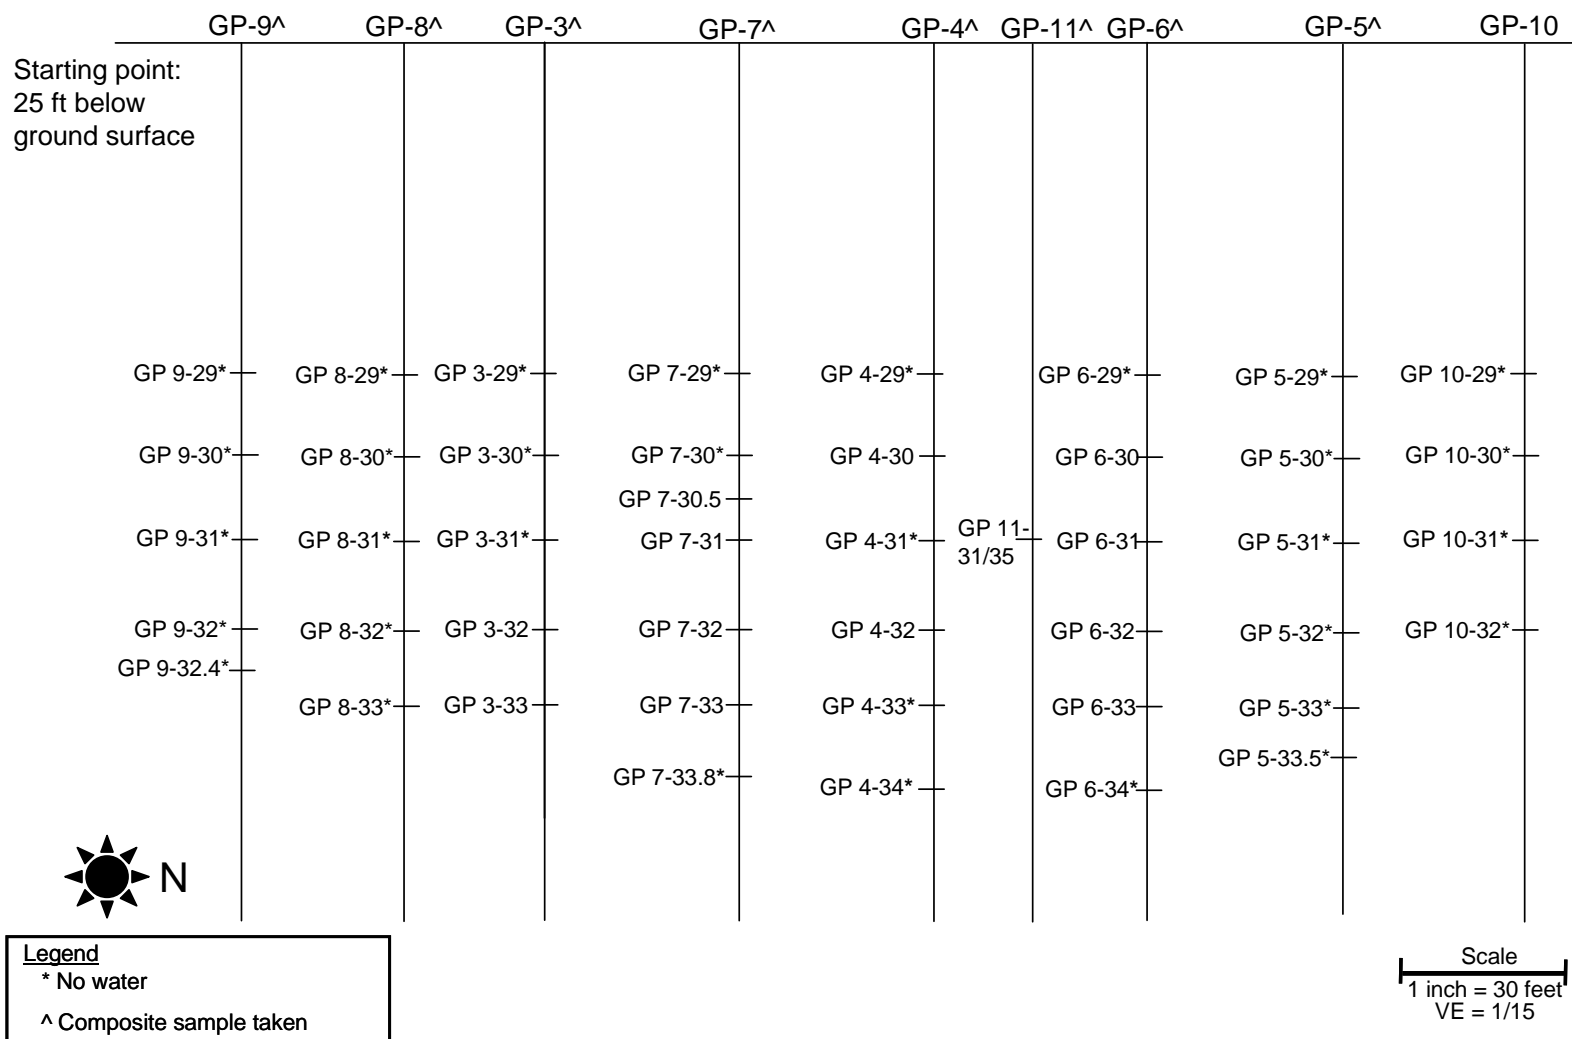 GP-9^ GP-8^ GP-3^ GP-7^ GP-4^ GP-11^ GP-6^ GP-5^ GP-10
Starting point:
25 ft below
ground surface
GP 9-29* GP 8-29* GP 3-29* GP 7-29* GP 4-29* GP 6-29* GP 5-29* GP 10-29*
GP 9-30* GP 8-30* GP 3-30* GP 7-30* GP 4-30 GP 6-30 GP 5-30* GP 10-30*
GP 7-30.5
GP 9-31* GP 8-31* GP 3-31* GP 7-31 GP 4-31* GP 11- GP 6-31 GP 5-31* GP 10-31*
31/35
GP 9-32* GP 8-32* GP 3-32 GP 7-32 GP 4-32 GP 6-32 GP 5-32* GP 10-32*
GP 9-32.4*
GP 8-33* GP 3-33 GP 7-33 GP 4-33* GP 6-33 GP 5-33*
GP 5-33.5*
GP 7-33.8* GP 4-34* GP 6-34*
N
Legend
* No water
^ Composite sample taken
Scale
1 inch = 30 feet
VE = 1/15